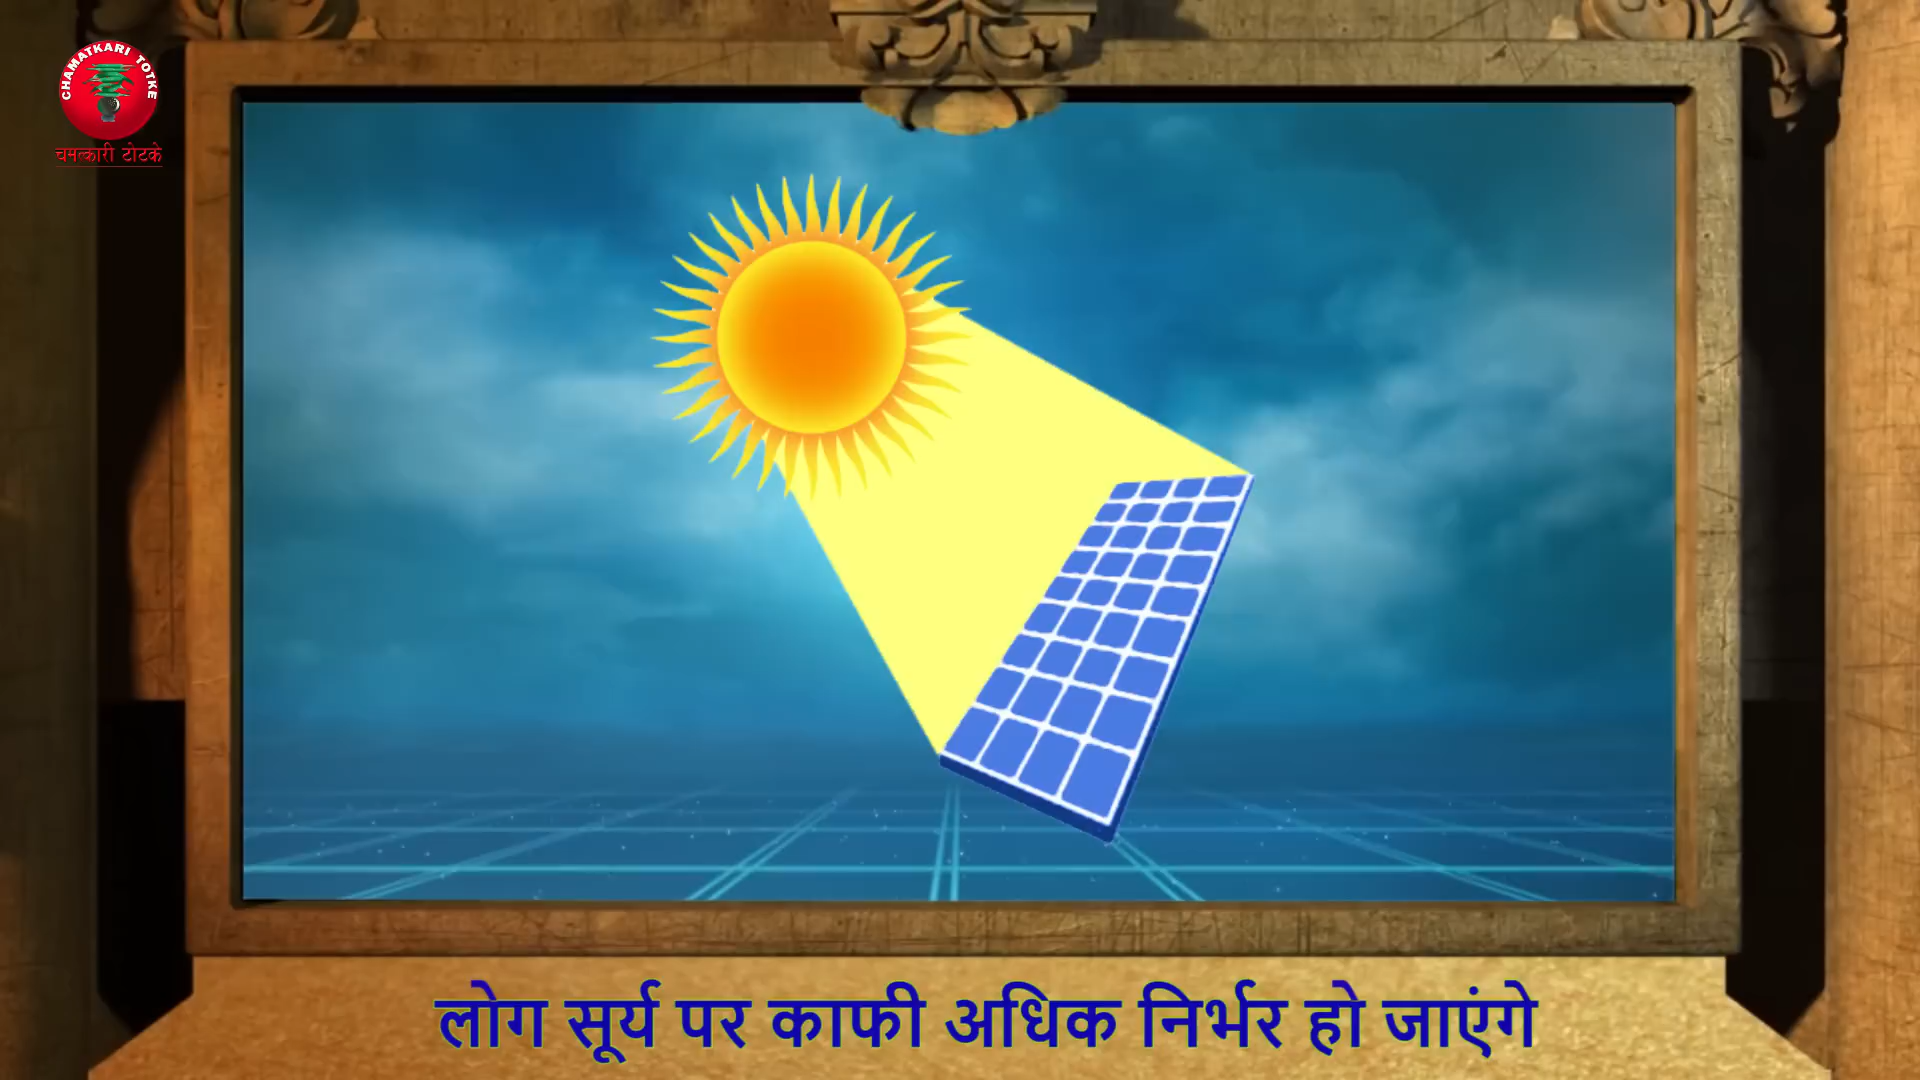 CHAMATKARI TOTKE
चमत्कारी टोटके
लोग सूर्य पर काफी अधिक निर्भर हो जाएंगे